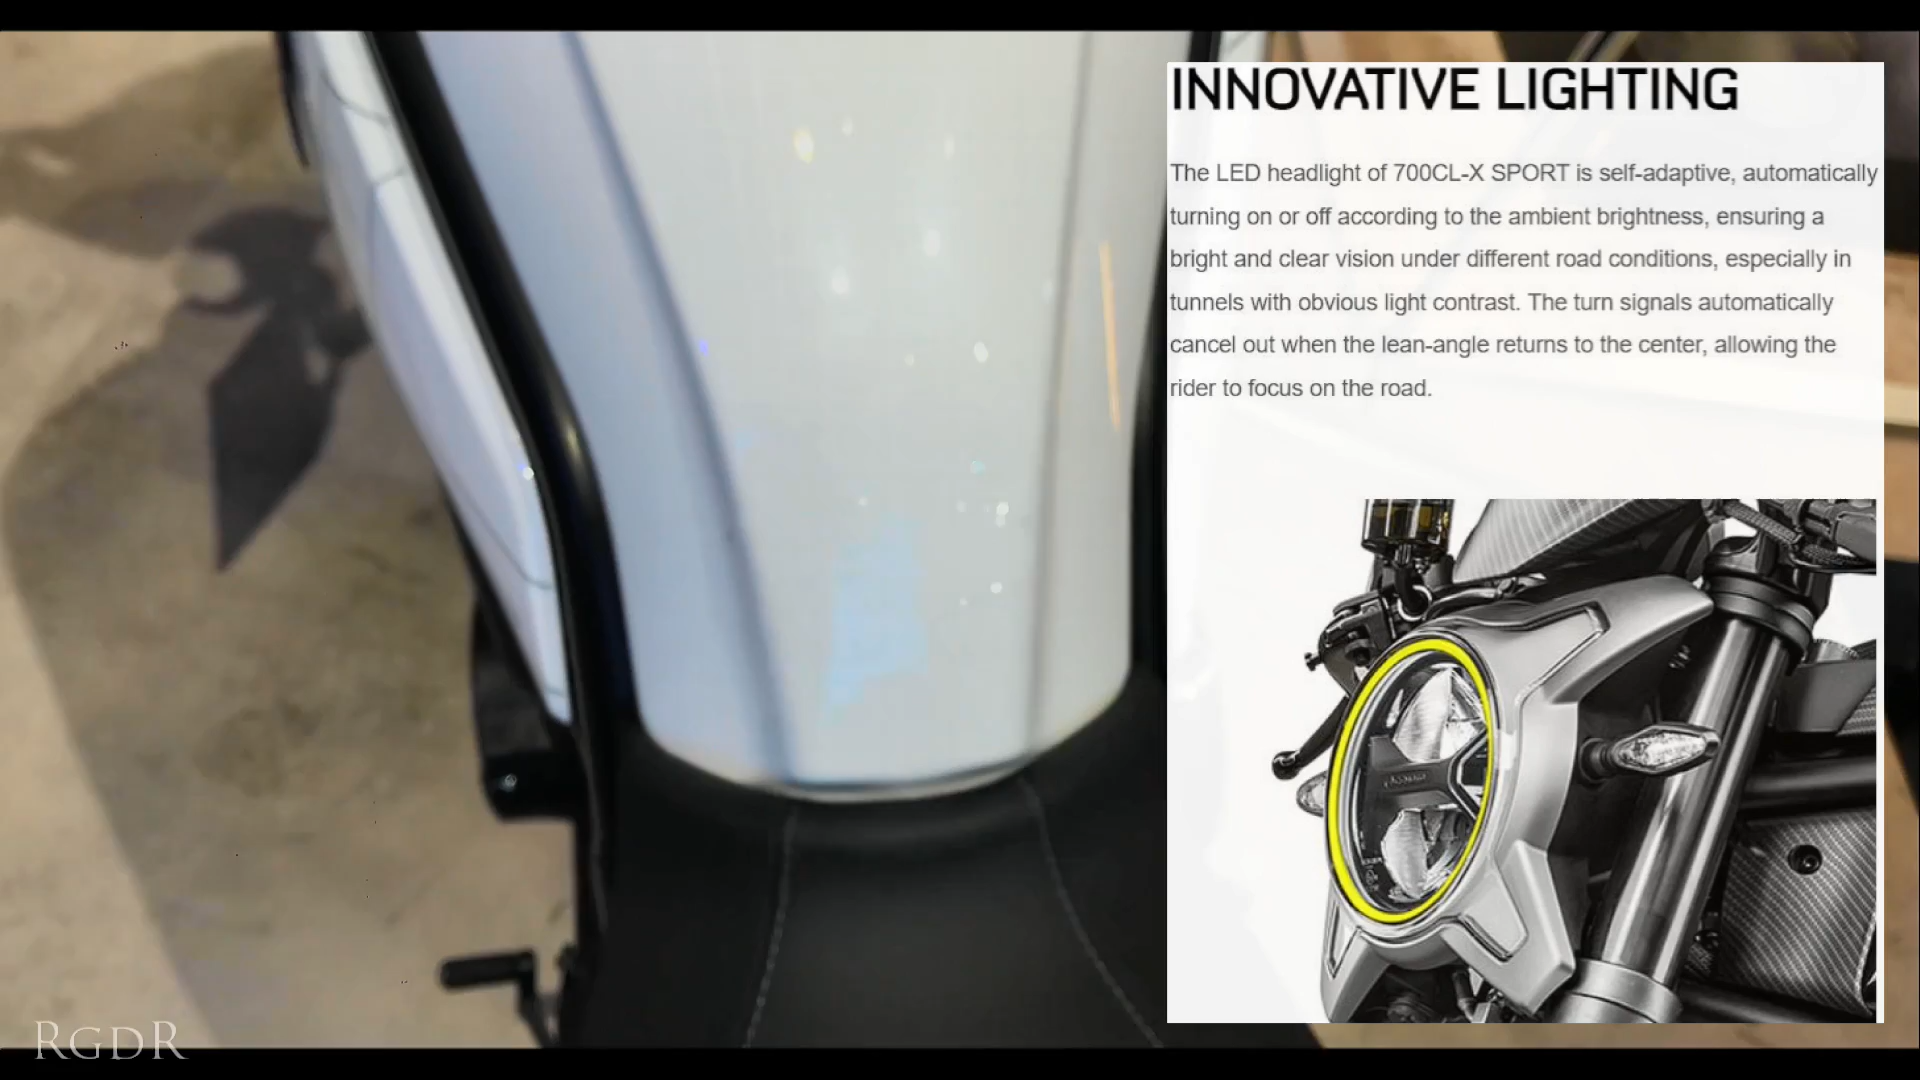 INNOVATIVE LIGHTING
The LED headlight of 700CL-X SPORT is self-adaptive, automatically
turning on or off according to the ambient brightness, ensuring a
bright and clear vision under different road conditions, especially in
tunnels with obvious light contrast. The turn signals automatically
cancel out when the lean-angle returns to the center, allowing the
rider to focus on the road.
RGDR